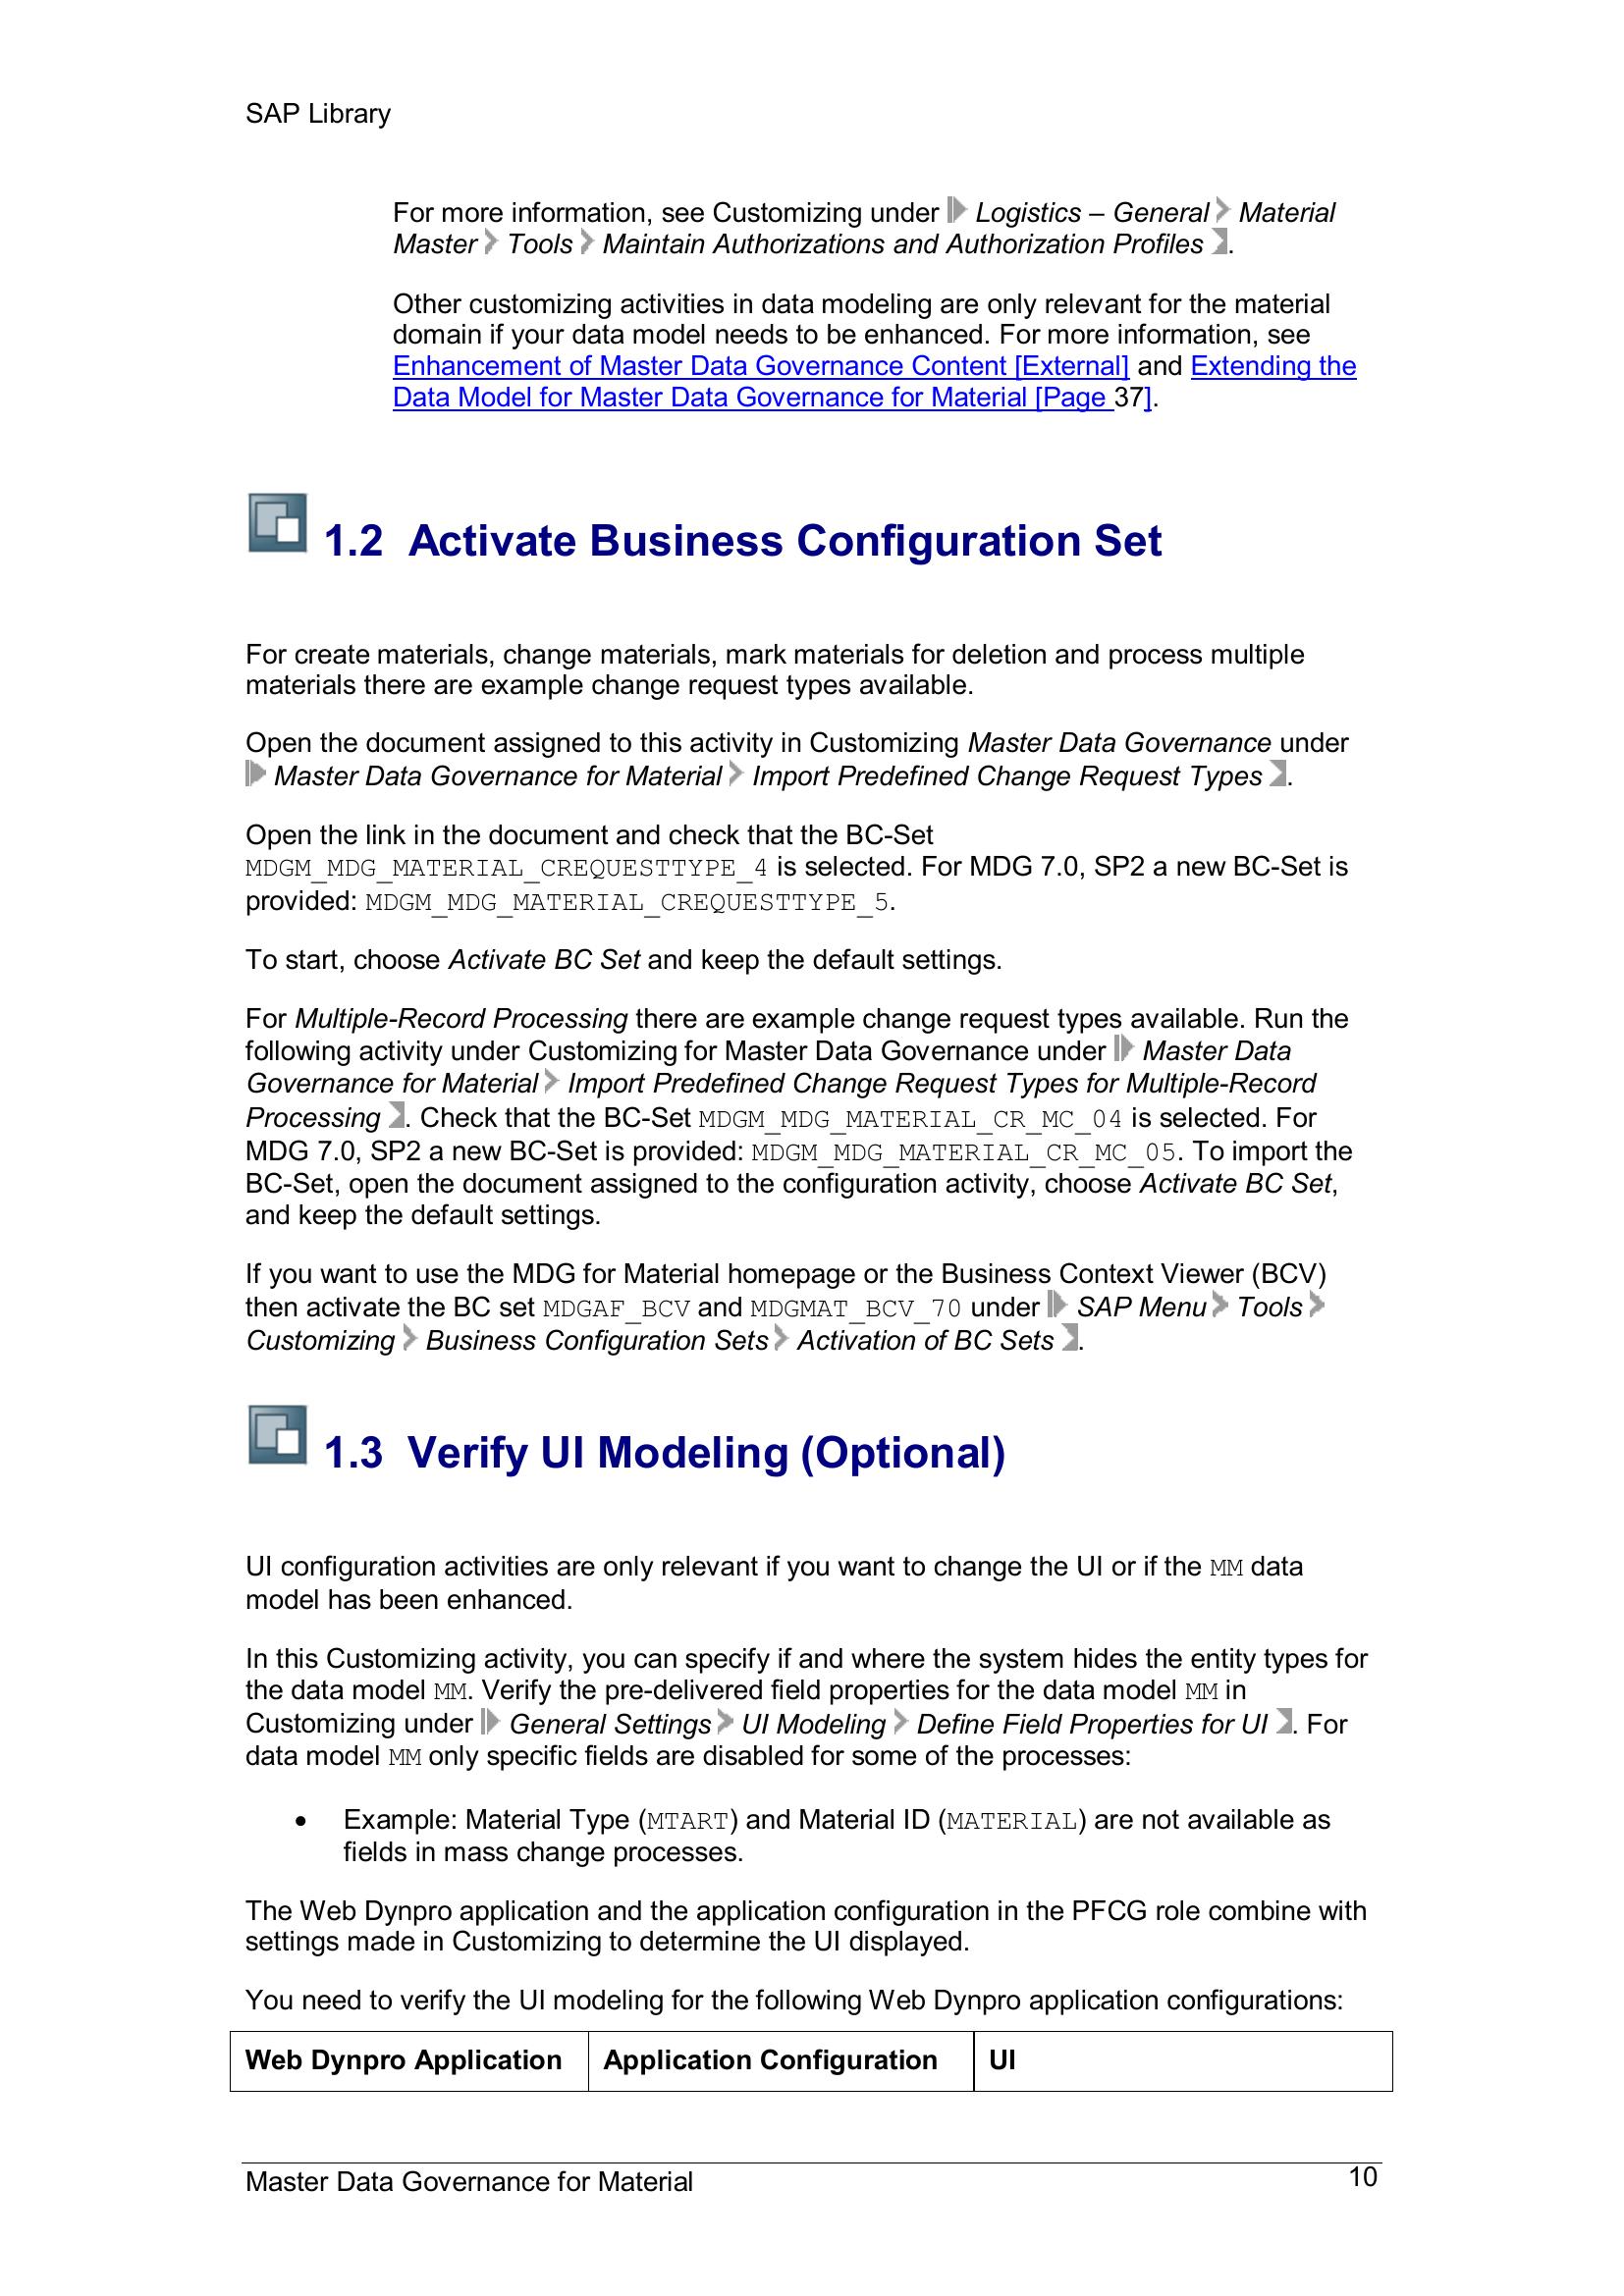 SAP Library
For more information, see Customizing under Logistics – General Material
Master Tools Maintain Authorizations and Authorization Profiles .
Other customizing activities in data modeling are only relevant for the material
domain if your data model needs to be enhanced. For more information, see
Enhancement of Master Data Governance Content [External] and Extending the
Data Model for Master Data Governance for Material [Page 37].
1.2 Activate Business Configuration Set
For create materials, change materials, mark materials for deletion and process multiple
materials there are example change request types available.
Open the document assigned to this activity in Customizing Master Data Governance under
Master Data Governance for Material Import Predefined Change Request Types .
Open the link in the document and check that the BC-Set
MDGM_MDG_MATERIAL_CREQUESTTYPE_4 is selected. For MDG 7.0, SP2 a new BC-Set is
provided: MDGM_MDG_MATERIAL_CREQUESTTYPE_5.
To start, choose Activate BC Set and keep the default settings.
For Multiple-Record Processing there are example change request types available. Run the
following activity under Customizing for Master Data Governance under Master Data
Governance for Material Import Predefined Change Request Types for Multiple-Record
Processing . Check that the BC-Set MDGM_MDG_MATERIAL_CR_MC_04 is selected. For
MDG 7.0, SP2 a new BC-Set is provided: MDGM_MDG_MATERIAL_CR_MC_05. To import the
BC-Set, open the document assigned to the configuration activity, choose Activate BC Set,
and keep the default settings.
If you want to use the MDG for Material homepage or the Business Context Viewer (BCV)
then activate the BC set MDGAF_BCV and MDGMAT_BCV_70 under SAP Menu Tools
Customizing Business Configuration Sets Activation of BC Sets .
1.3 Verify UI Modeling (Optional)
UI configuration activities are only relevant if you want to change the UI or if the MM data
model has been enhanced.
In this Customizing activity, you can specify if and where the system hides the entity types for
the data model MM. Verify the pre-delivered field properties for the data model MM in
Customizing under General Settings UI Modeling Define Field Properties for UI . For
data model MM only specific fields are disabled for some of the processes:
• Example: Material Type (MTART) and Material ID (MATERIAL) are not available as
fields in mass change processes.
The Web Dynpro application and the application configuration in the PFCG role combine with
settings made in Customizing to determine the UI displayed.
You need to verify the UI modeling for the following Web Dynpro application configurations:
Web Dynpro Application Application Configuration UI
Master Data Governance for Material 10